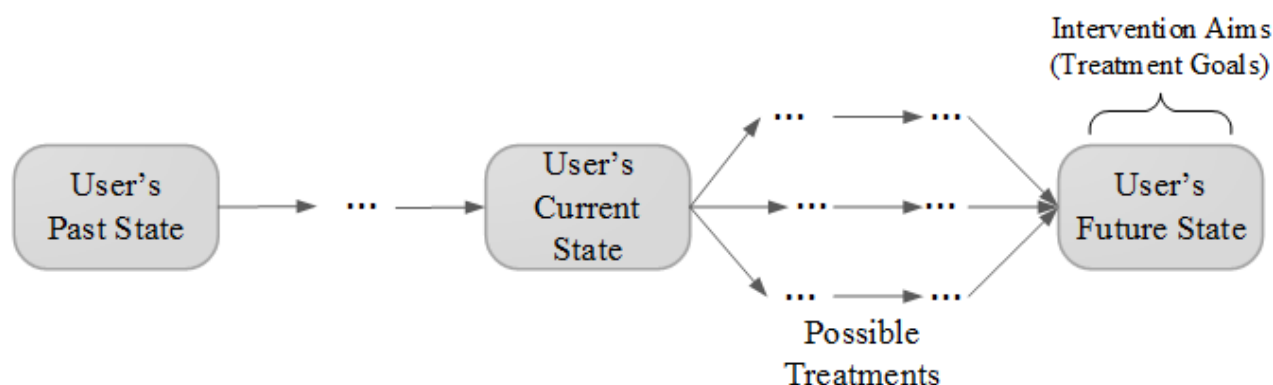 Intervention Aims
(Treatment Goals)
...
...
User's
Past State
...
User's
Current
State
...
...
User's
Future State
...
...
Possible
Treatments